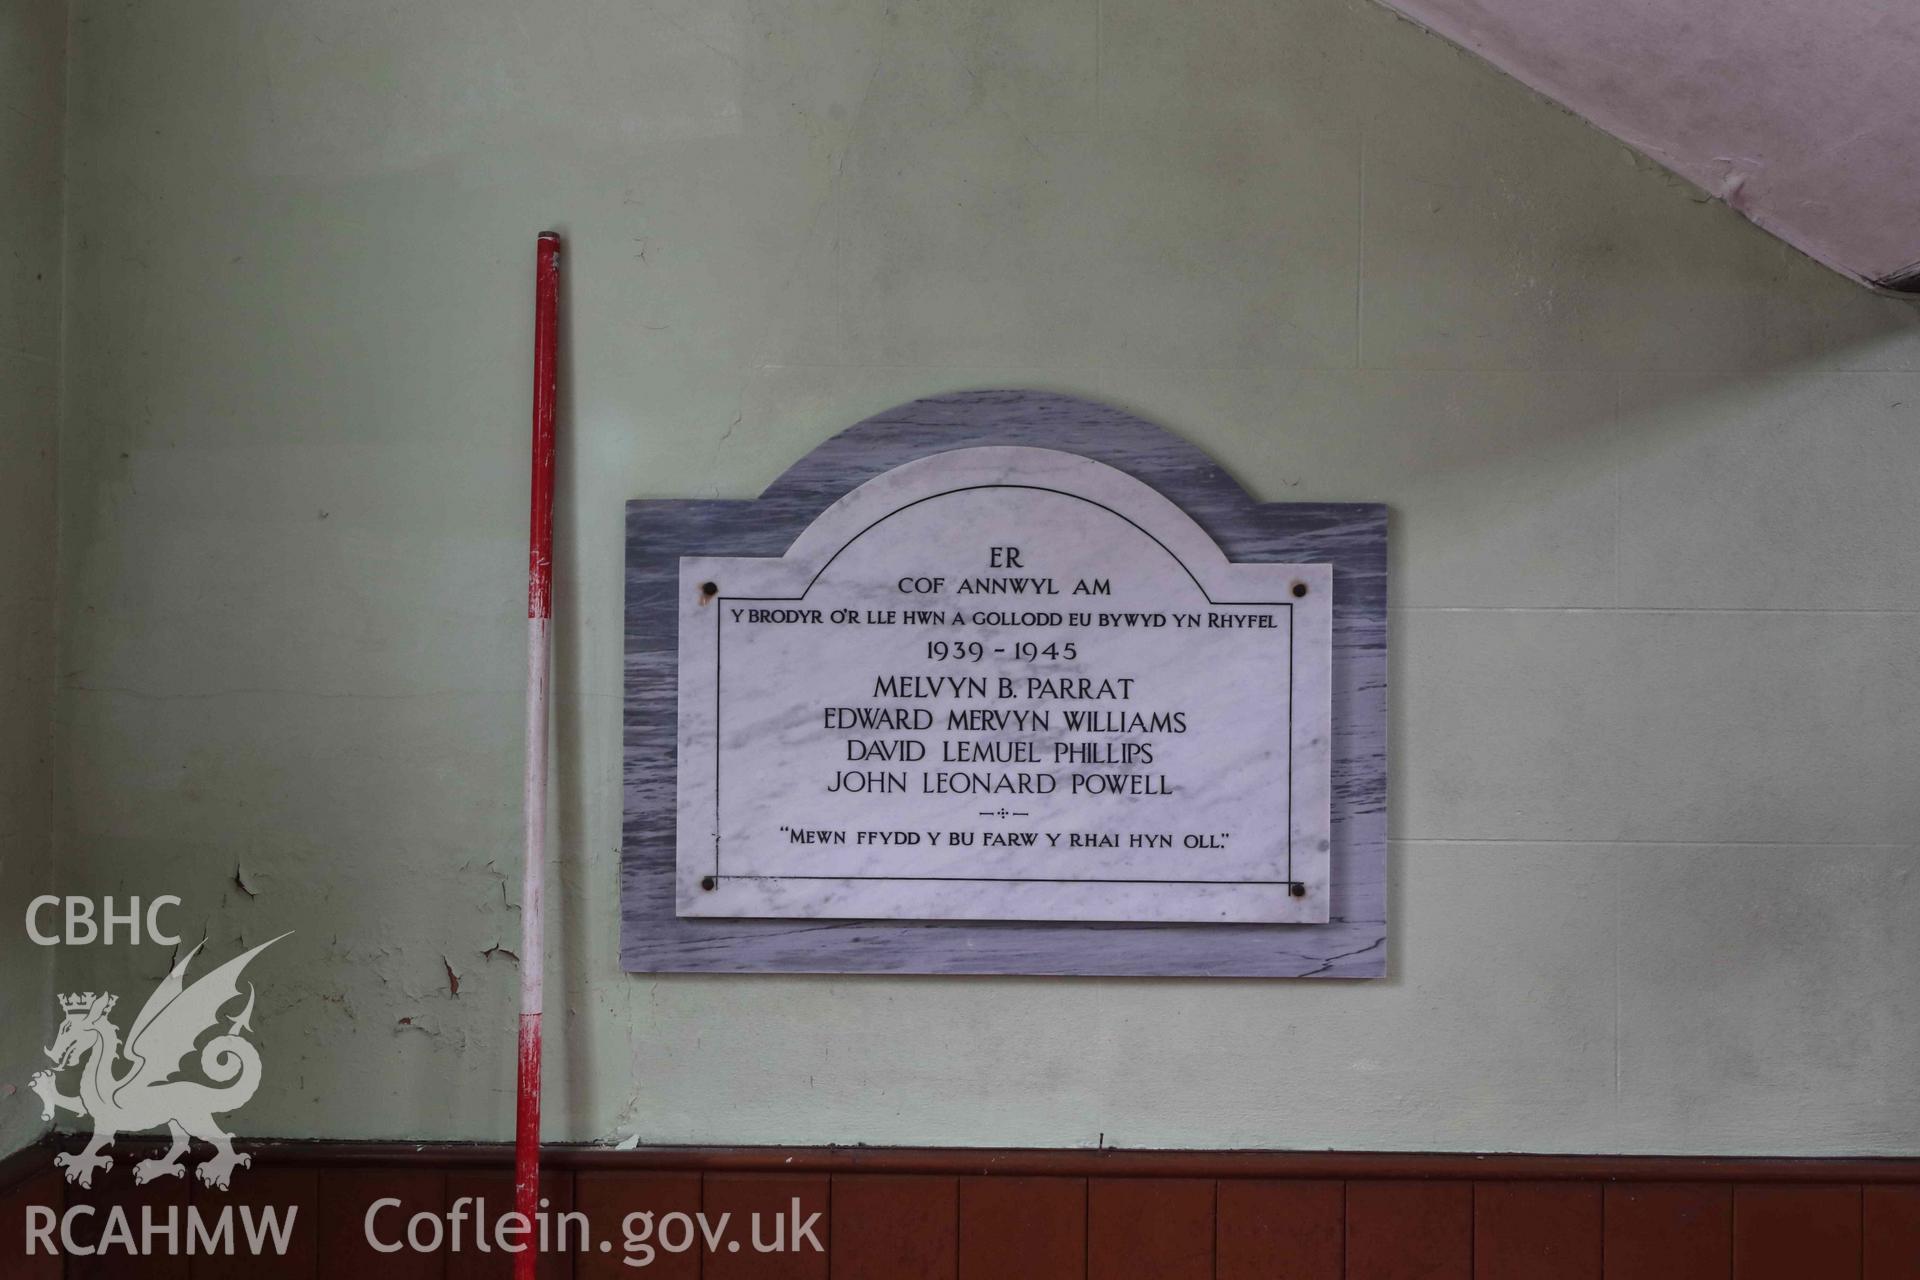 ER
COF ANNWYL AM
Y BRODYR O'R LLE HWN A GOLLODD EU BYWYD YN RHYFEL
1939 - 1945
MELVYN B. PARRAT
EDWARD MERVYN WILLIAMS
DAVID LEMUEL PHILLIPS
JOHN LEONARD POWELL
"MEWN FFYDD Y BU FARW Y RHAI HYN OLL."
CBHC
RCAHMW
Coflein.gov.uk